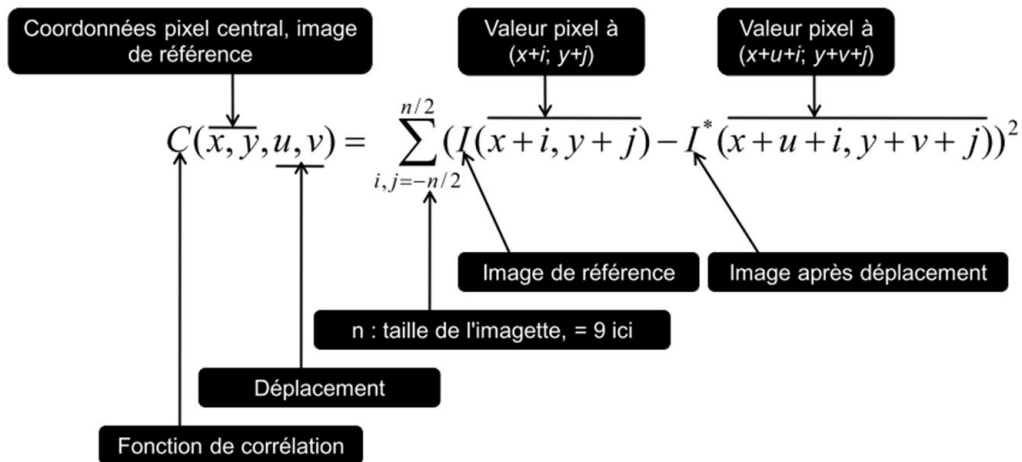 Coordonnées pixel central, image
de référence
Valeur pixel à
(x+i; y+j)
Valeur pixel à
(x+u+i; y+v+j)
C(x, y, u, v) = ∑_{i,j=-n/2}^{n/2} (I(x+i, y+j) − I*(x+u+i, y+v+j))²
Image de référence
Image après déplacement
n : taille de l'imagette, = 9 ici
Déplacement
Fonction de corrélation